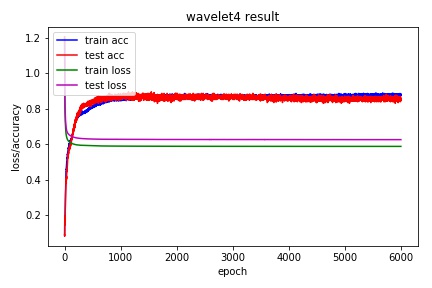 wavelet4 result
train acc
test acc
train loss
test loss
1.2
1.0
0.8
0.6
0.4
0.2
loss/accuracy
0 1000 2000 3000 4000 5000 6000
epoch